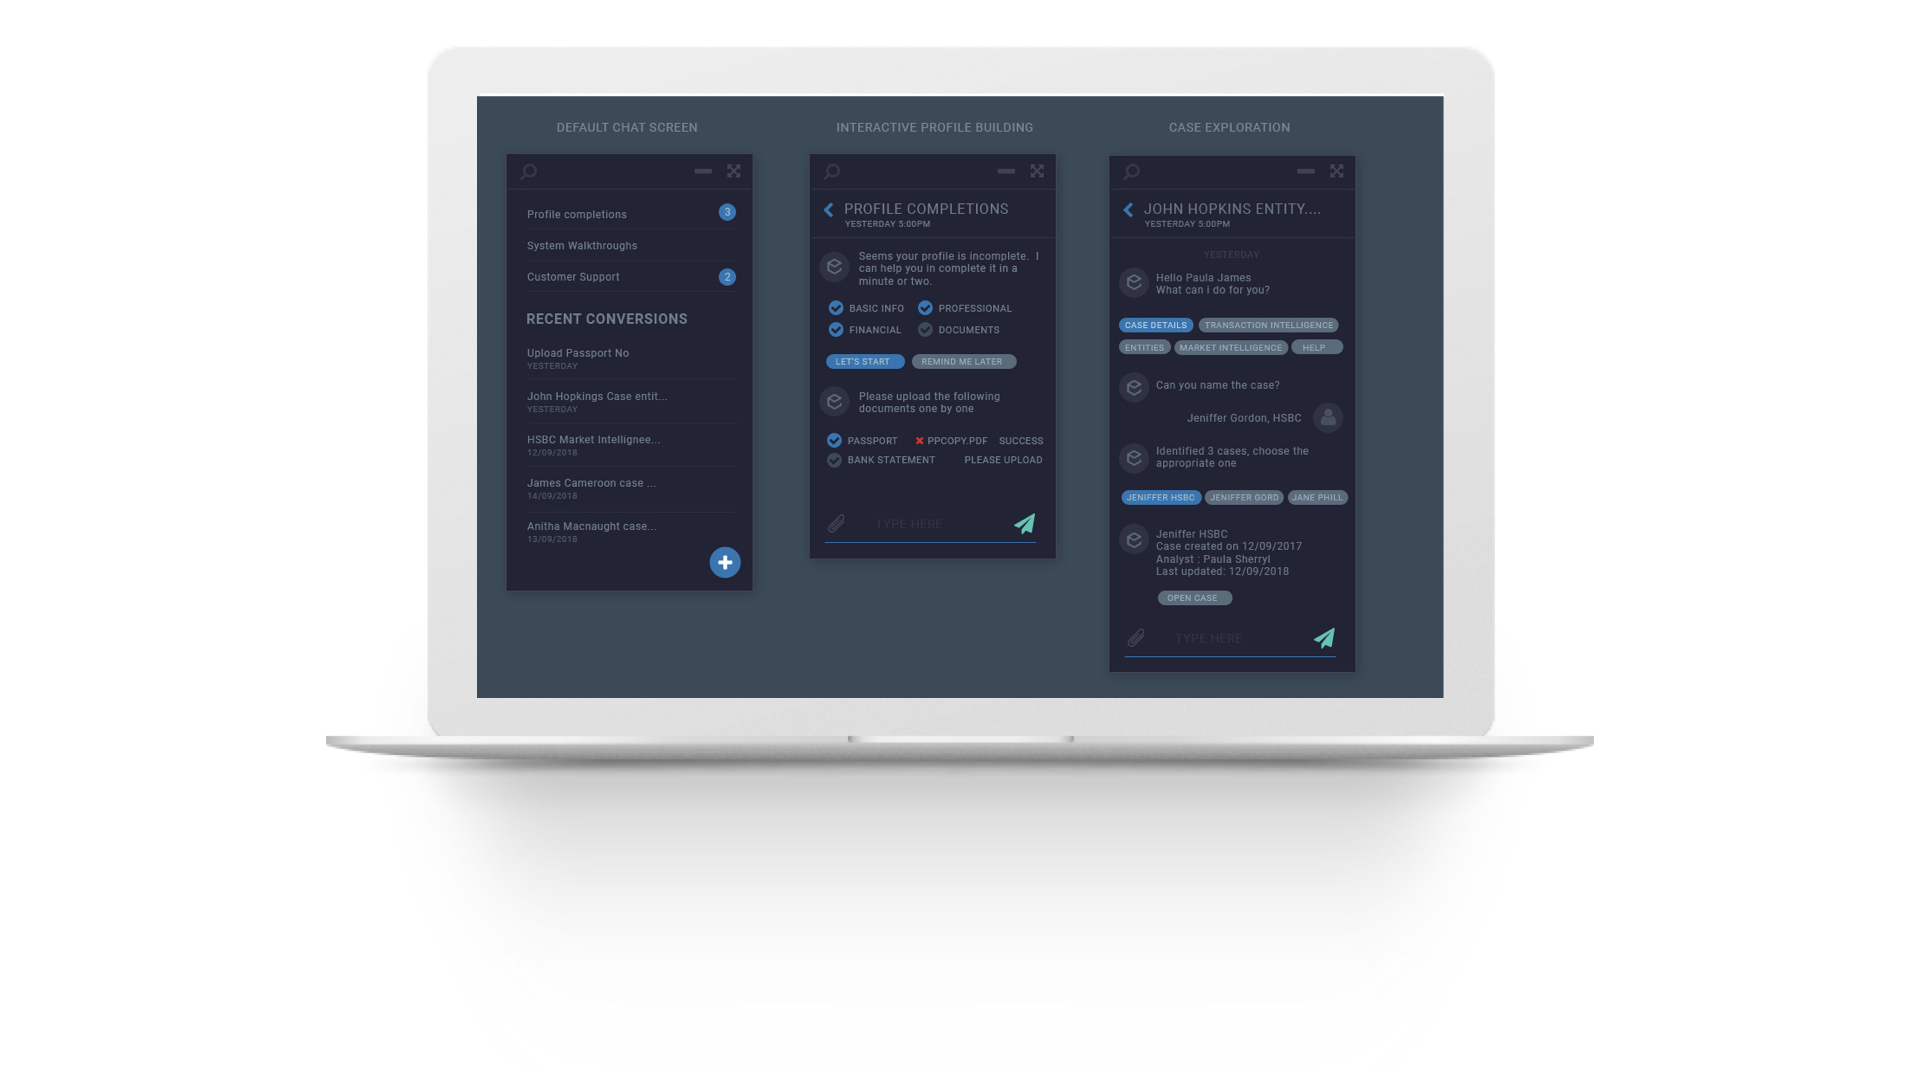 DEFAULT CHAT SCREEN
Profile completions 3
System Walkthroughs
Customer Support 2
RECENT CONVERSIONS
Upload Passport No
YESTERDAY
John Hopkings Case entit...
YESTERDAY
HSBC Market Intellignee...
12/09/2018
James Cameroon case ...
14/09/2018
Anitha Macnaught case...
13/09/2018
INTERACTIVE PROFILE BUILDING
PROFILE COMPLETIONS
YESTERDAY 5:00PM
Seems your profile is incomplete. I
can help you in complete it in a
minute or two.
BASIC INFO PROFESSIONAL
FINANCIAL DOCUMENTS
LET'S START REMIND ME LATER
Please upload the following
documents one by one
PASSPORT PPCOPY.PDF SUCCESS
BANK STATEMENT PLEASE UPLOAD
TYPE HERE
CASE EXPLORATION
JOHN HOPKINS ENTITY....
YESTERDAY 5:00PM
YESTERDAY
Hello Paula James
What can i do for you?
CASE DETAILS TRANSACTION INTELLIGENCE
ENTITIES MARKET INTELLIGENCE HELP
Can you name the case?
Jeniffer Gordon, HSBC
Identified 3 cases, choose the
appropriate one
JENIFFER HSBC JENIFFER GORD JANE PHILL
Jeniffer HSBC
Case created on 12/09/2017
Analyst : Paula Sherryl
Last updated: 12/09/2018
OPEN CASE
TYPE HERE